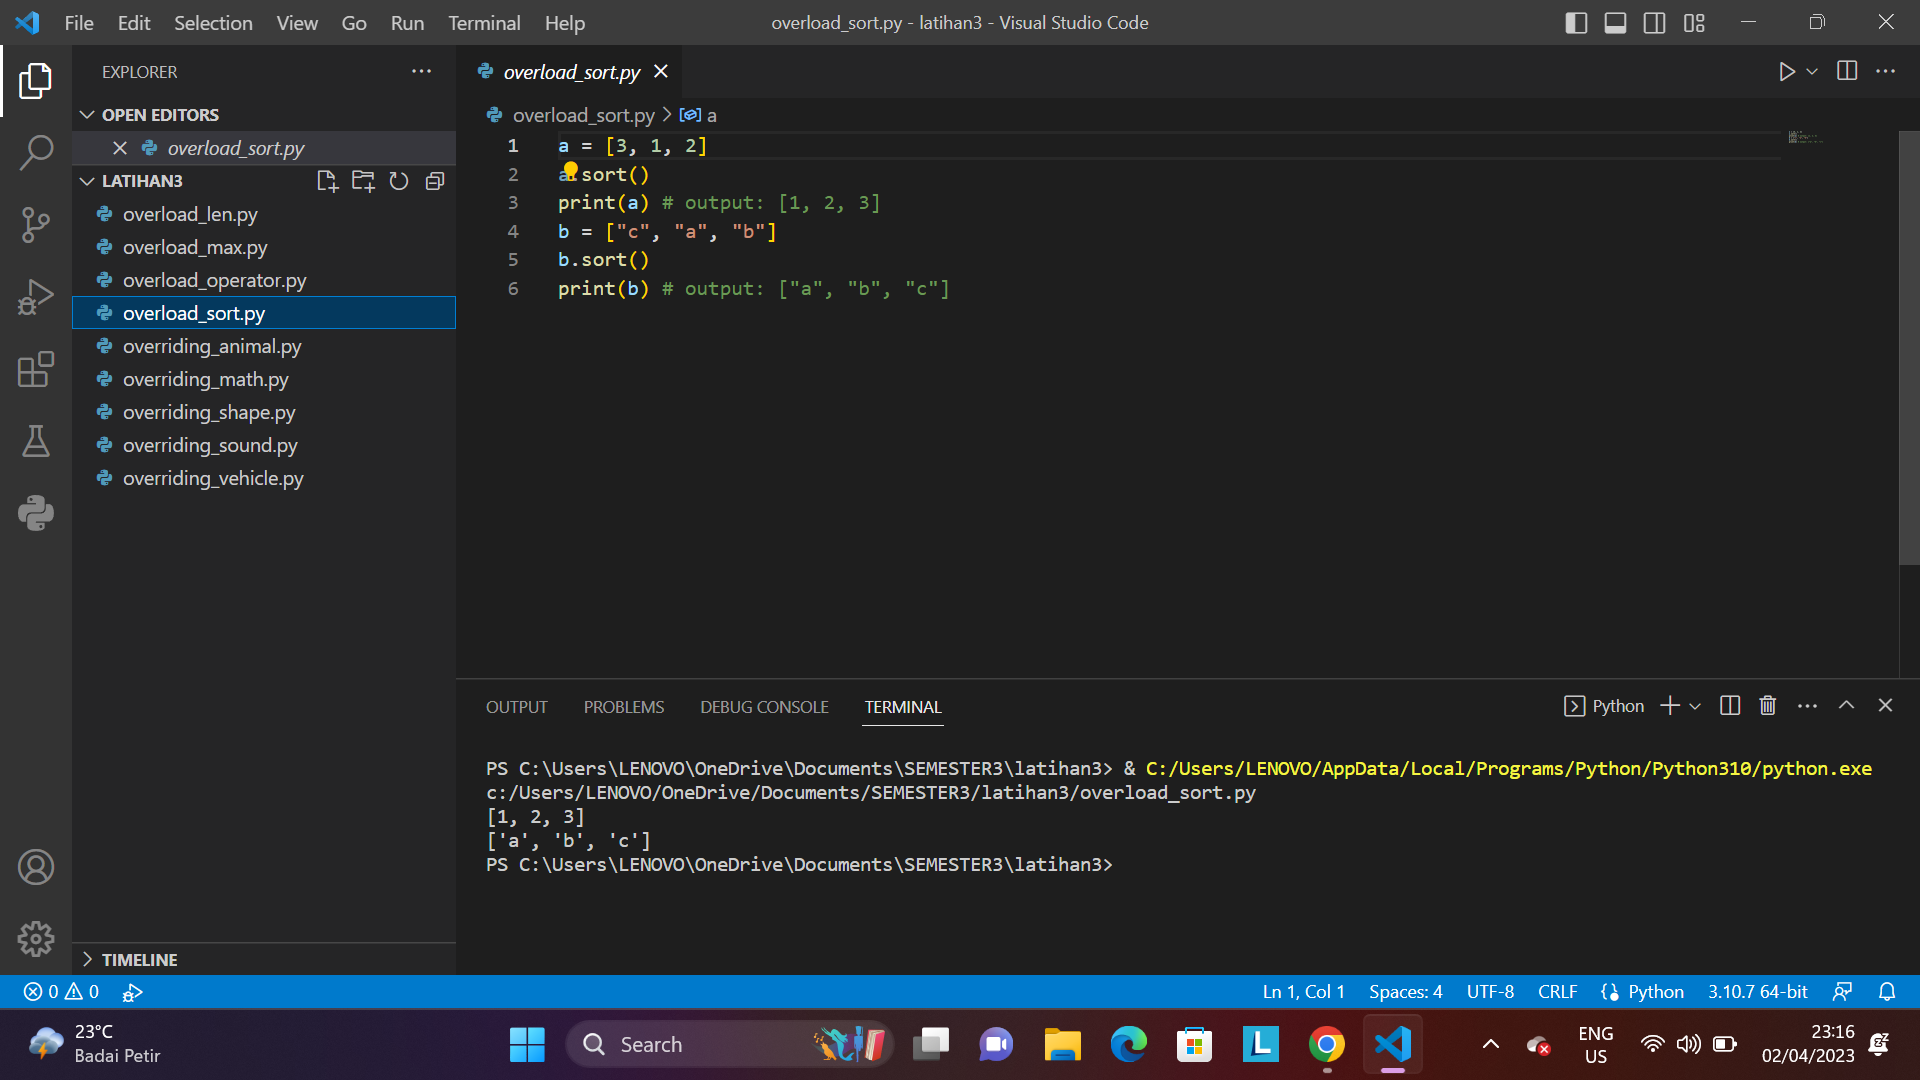 File Edit Selection View Go Run Terminal Help
overload_sort.py - latihan3 - Visual Studio Code
EXPLORER
OPEN EDITORS
overload_sort.py
LATIHAN3
overload_len.py
overload_max.py
overload_operator.py
overload_sort.py
overriding_animal.py
overriding_math.py
overriding_shape.py
overriding_sound.py
overriding_vehicle.py
TIMELINE
overload_sort.py
overload_sort.py > a
1 a = [3, 1, 2]
2 a.sort()
3 print(a) # output: [1, 2, 3]
4 b = ["c", "a", "b"]
5 b.sort()
6 print(b) # output: ["a", "b", "c"]
OUTPUT PROBLEMS DEBUG CONSOLE TERMINAL
Python
PS C:\Users\LENOVO\OneDrive\Documents\SEMESTER3\latihan3> & C:/Users/LENOVO/AppData/Local/Programs/Python/Python310/python.exe
c:/Users/LENOVO/OneDrive/Documents/SEMESTER3/latihan3/overload_sort.py
[1, 2, 3]
['a', 'b', 'c']
PS C:\Users\LENOVO\OneDrive\Documents\SEMESTER3\latihan3>
0 0
Ln 1, Col 1 Spaces: 4 UTF-8 CRLF Python 3.10.7 64-bit
23°C
Badai Petir
Search
L
ENG
US
23:16
02/04/2023